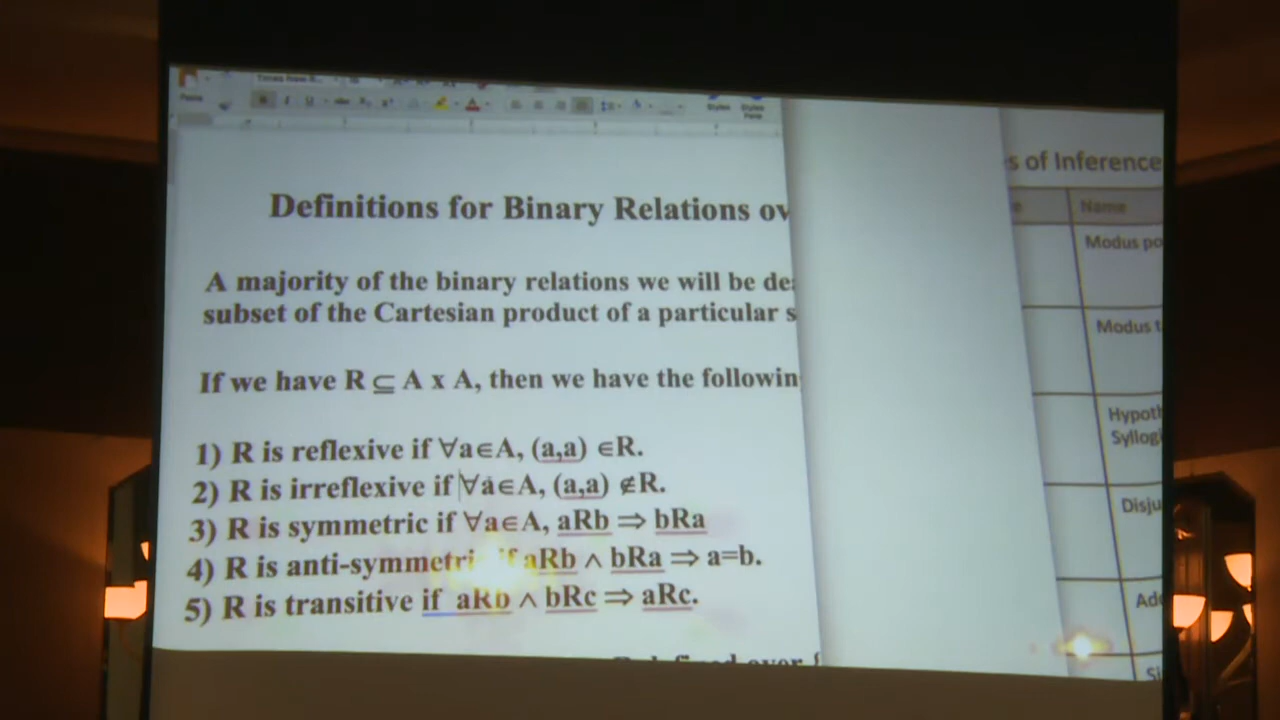 Definitions for Binary Relations ov
A majority of the binary relations we will be de
subset of the Cartesian product of a particular s
If we have R ⊆ A x A, then we have the followin
1) R is reflexive if ∀a∈A, (a,a) ∈R.
2) R is irreflexive if ∀a∈A, (a,a) ∉R.
3) R is symmetric if ∀a∈A, aRb ⇒ bRa
4) R is anti-symmetri if aRb ∧ bRa ⇒ a=b.
5) R is transitive if aRb ∧ bRc ⇒ aRc.
s of Inference
Name
Modus po
Modus t
Hypoth
Syllogi
Disju
Ad
Si